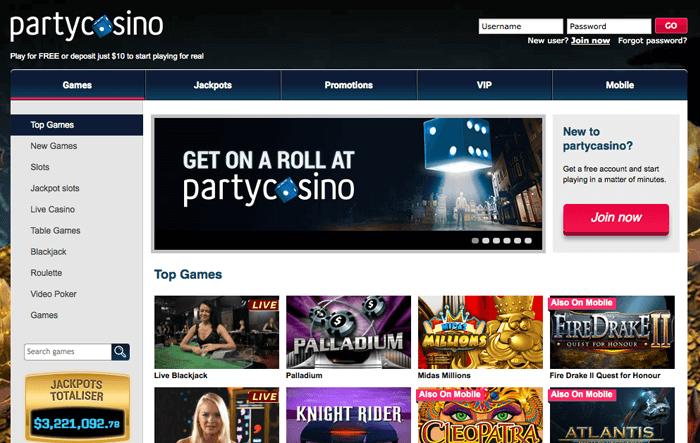 partycasino
Username
Password
GO
New user? Join now Forgot password?
Play for FREE or deposit just $10 to start playing for real
Games
Jackpots
Promotions
VIP
Mobile
Top Games
New Games
Slots
Jackpot slots
Live Casino
Table Games
Blackjack
Roulette
Video Poker
Games
Search games
JACKPOTS
TOTALISER
$3,221,092.78
GET ON A ROLL AT
partycasino
New to
partycasino?
Get a free account and start
playing in a matter of minutes.
Join now
Top Games
LIVE
Live Blackjack
PALLADIUM
Palladium
MIDAS
MILLIONS
Midas Millions
Also On Mobile
FIREDRAKE II
QUEST FOR HONOUR
Fire Drake II Quest for Honour
LIVE
KNIGHT RIDER
Also On Mobile
CLEOPATRA
Also On Mobile
ATLANTIS